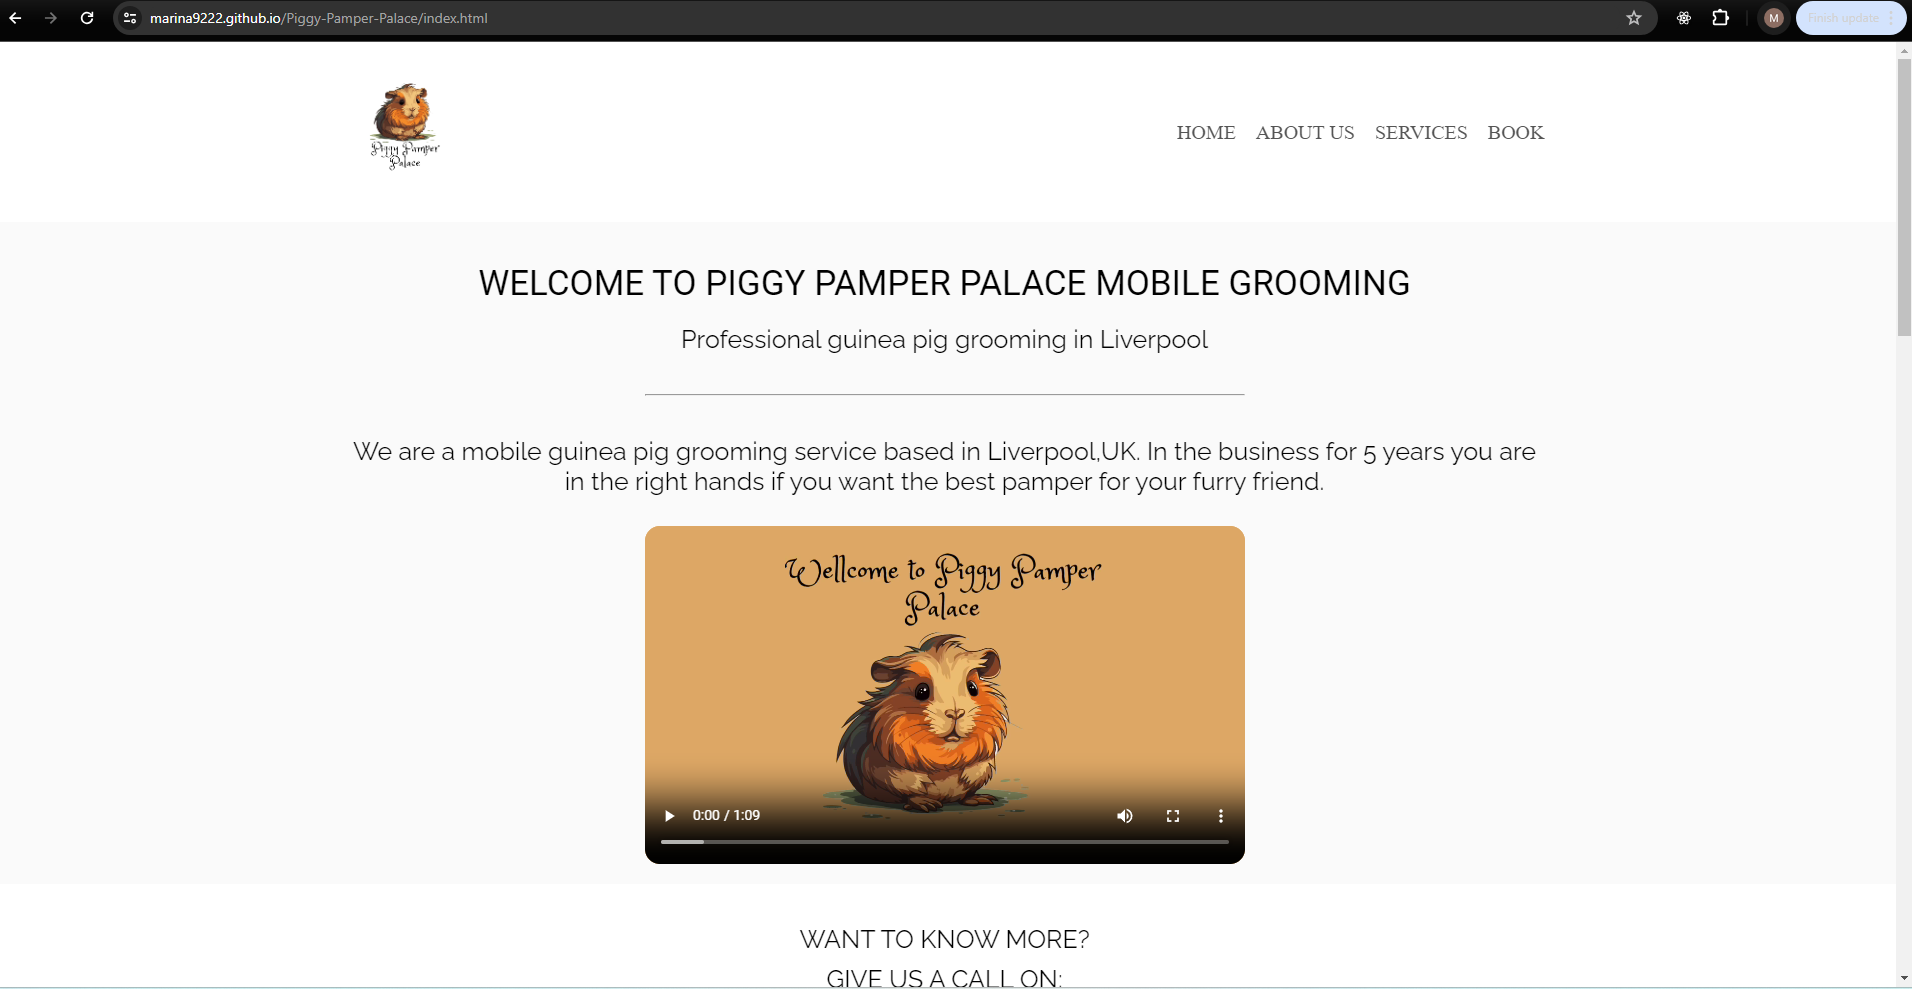 marina9222.github.io/Piggy-Pamper-Palace/index.html
M
Finish update
Piggy Pamper
Palace
HOME ABOUT US SERVICES BOOK
WELCOME TO PIGGY PAMPER PALACE MOBILE GROOMING
Professional guinea pig grooming in Liverpool
We are a mobile guinea pig grooming service based in Liverpool,UK. In the business for 5 years you are
in the right hands if you want the best pamper for your furry friend.
Wellcome to Piggy Pamper
Palace
0:00 / 1:09
WANT TO KNOW MORE?
GIVE US A CALL ON: